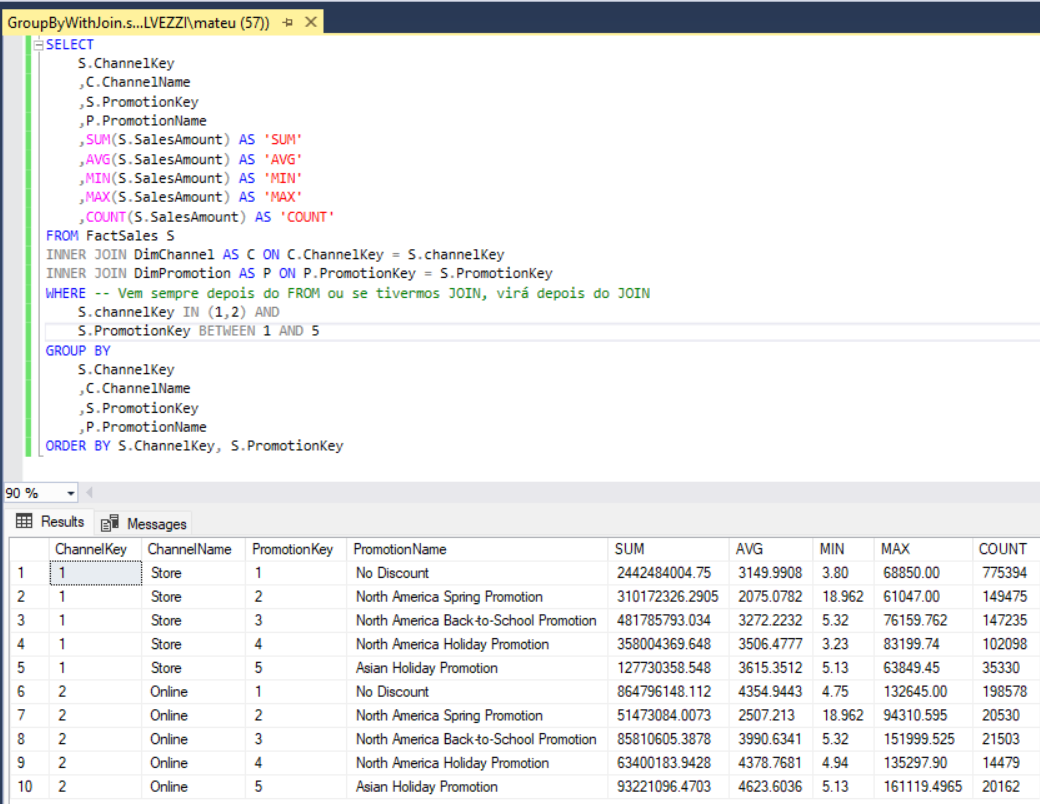 GroupByWithJoin.s...LVEZZI\mateu (57))
SELECT
S.ChannelKey
,C.ChannelName
,S.PromotionKey
,P.PromotionName
,SUM(S.SalesAmount) AS 'SUM'
,AVG(S.SalesAmount) AS 'AVG'
,MIN(S.SalesAmount) AS 'MIN'
,MAX(S.SalesAmount) AS 'MAX'
,COUNT(S.SalesAmount) AS 'COUNT'
FROM FactSales S
INNER JOIN DimChannel AS C ON C.ChannelKey = S.channelKey
INNER JOIN DimPromotion AS P ON P.PromotionKey = S.PromotionKey
WHERE -- Vem sempre depois do FROM ou se tivermos JOIN, virá depois do JOIN
S.channelKey IN (1,2) AND
S.PromotionKey BETWEEN 1 AND 5
GROUP BY
S.ChannelKey
,C.ChannelName
,S.PromotionKey
,P.PromotionName
ORDER BY S.ChannelKey, S.PromotionKey
90 %
Results Messages
ChannelKey ChannelName PromotionKey PromotionName SUM AVG MIN MAX COUNT
1 1 Store 1 No Discount 2442484004.75 3149.9908 3.80 68850.00 775394
2 1 Store 2 North America Spring Promotion 310172326.2905 2075.0782 18.962 61047.00 149475
3 1 Store 3 North America Back-to-School Promotion 481785793.034 3272.2232 5.32 76159.762 147235
4 1 Store 4 North America Holiday Promotion 358004369.648 3506.4777 3.23 83199.74 102098
5 1 Store 5 Asian Holiday Promotion 127730358.548 3615.3512 5.13 63849.45 35330
6 2 Online 1 No Discount 864796148.112 4354.9443 4.75 132645.00 198578
7 2 Online 2 North America Spring Promotion 51473084.0073 2507.213 18.962 94310.595 20530
8 2 Online 3 North America Back-to-School Promotion 85810605.3878 3990.6341 5.32 151999.525 21503
9 2 Online 4 North America Holiday Promotion 63400183.9428 4378.7681 4.94 135297.90 14479
10 2 Online 5 Asian Holiday Promotion 93221096.4703 4623.6036 5.13 161119.4965 20162